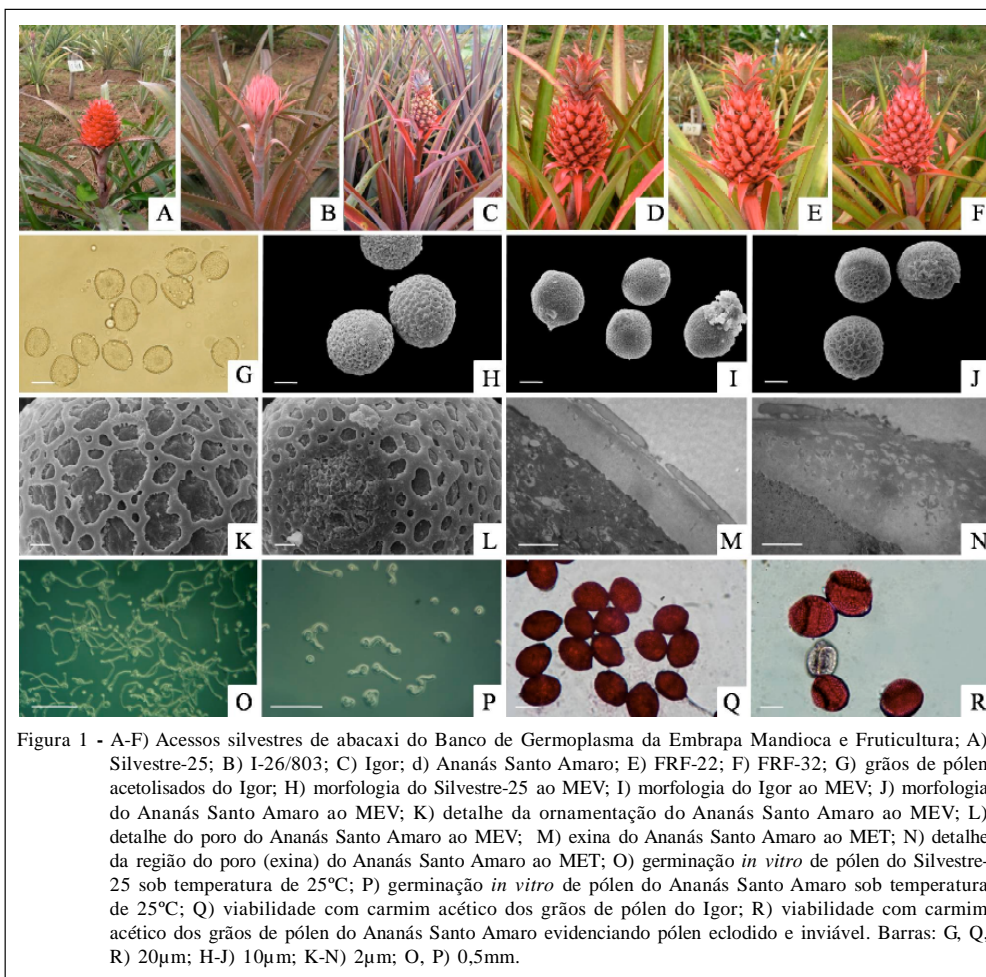 A
B
C
D
E
F
G
H
I
J
K
L
M
N
O
P
Q
R
Figura 1 - A-F) Acessos silvestres de abacaxi do Banco de Germoplasma da Embrapa Mandioca e Fruticultura; A)
Silvestre-25; B) I-26/803; C) Igor; d) Ananás Santo Amaro; E) FRF-22; F) FRF-32; G) grãos de pólen
acetolisados do Igor; H) morfologia do Silvestre-25 ao MEV; I) morfologia do Igor ao MEV; J) morfologia
do Ananás Santo Amaro ao MEV; K) detalhe da ornamentação do Ananás Santo Amaro ao MEV; L)
detalhe do poro do Ananás Santo Amaro ao MEV; M) exina do Ananás Santo Amaro ao MET; N) detalhe
da região do poro (exina) do Ananás Santo Amaro ao MET; O) germinação in vitro de pólen do Silvestre-
25 sob temperatura de 25ºC; P) germinação in vitro de pólen do Ananás Santo Amaro sob temperatura
de 25ºC; Q) viabilidade com carmim acético dos grãos de pólen do Igor; R) viabilidade com carmim
acético dos grãos de pólen do Ananás Santo Amaro evidenciando pólen eclodido e inviável. Barras: G, Q,
R) 20µm; H-J) 10µm; K-N) 2µm; O, P) 0,5mm.